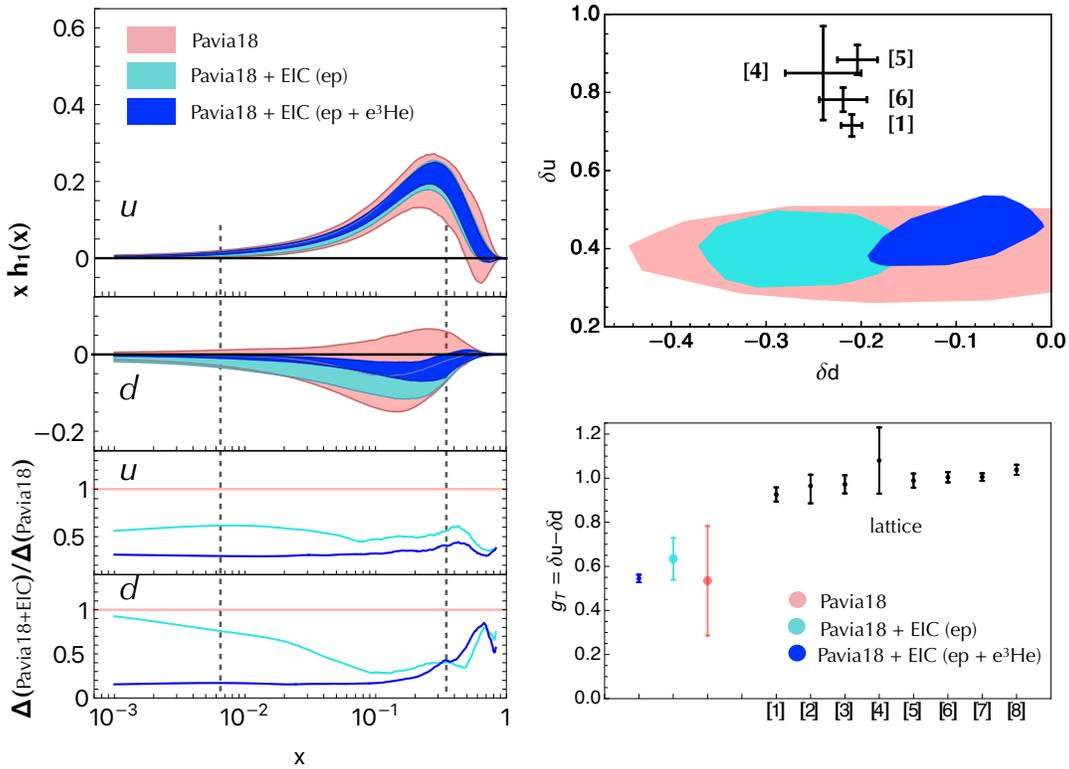 0.6
0.4
0.2
0
x h₁(x)
Pavia18
Pavia18 + EIC (ep)
Pavia18 + EIC (ep + e³He)
u
0
−0.2
d
u
1
0.5
d
1
0.5
0
Δ(Pavia18+EIC)/Δ(Pavia18)
10⁻³ 10⁻² 10⁻¹ 1
x
1.0
0.8
0.6
0.4
0.2
δu
[4]
[5]
[6]
[1]
−0.4 −0.3 −0.2 −0.1 0.0
δd
1.2
1.0
0.8
0.6
0.4
0.2
0.0
g_T = δu−δd
lattice
Pavia18
Pavia18 + EIC (ep)
Pavia18 + EIC (ep + e³He)
[1] [2] [3] [4] [5] [6] [7] [8]